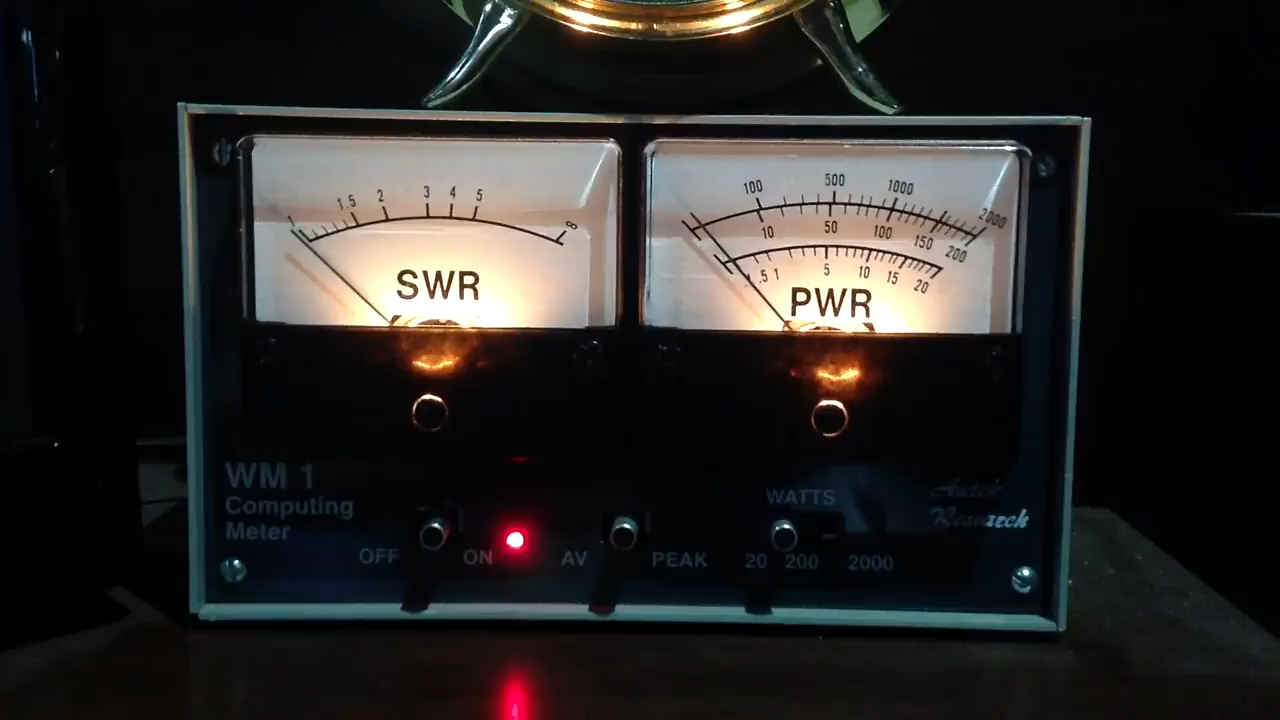 1.5 2 3 4 5 8
SWR
100 500 1000 2000
10 50 100 150 200
.5 1 5 10 15 20
PWR
WM 1
Computing
Meter
OFF ON
AV PEAK
WATTS
20 200 2000
Autek
Research